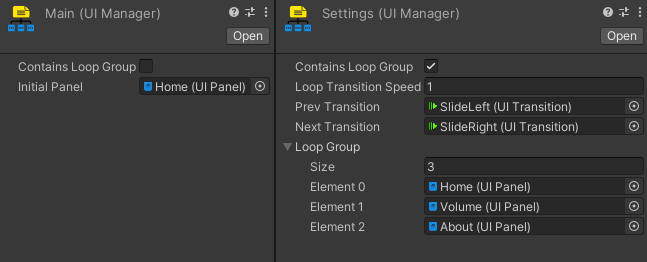 Main (UI Manager)
Open
Contains Loop Group
Initial Panel Home (UI Panel)
Settings (UI Manager)
Open
Contains Loop Group
Loop Transition Speed 1
Prev Transition SlideLeft (UI Transition)
Next Transition SlideRight (UI Transition)
Loop Group
Size 3
Element 0 Home (UI Panel)
Element 1 Volume (UI Panel)
Element 2 About (UI Panel)